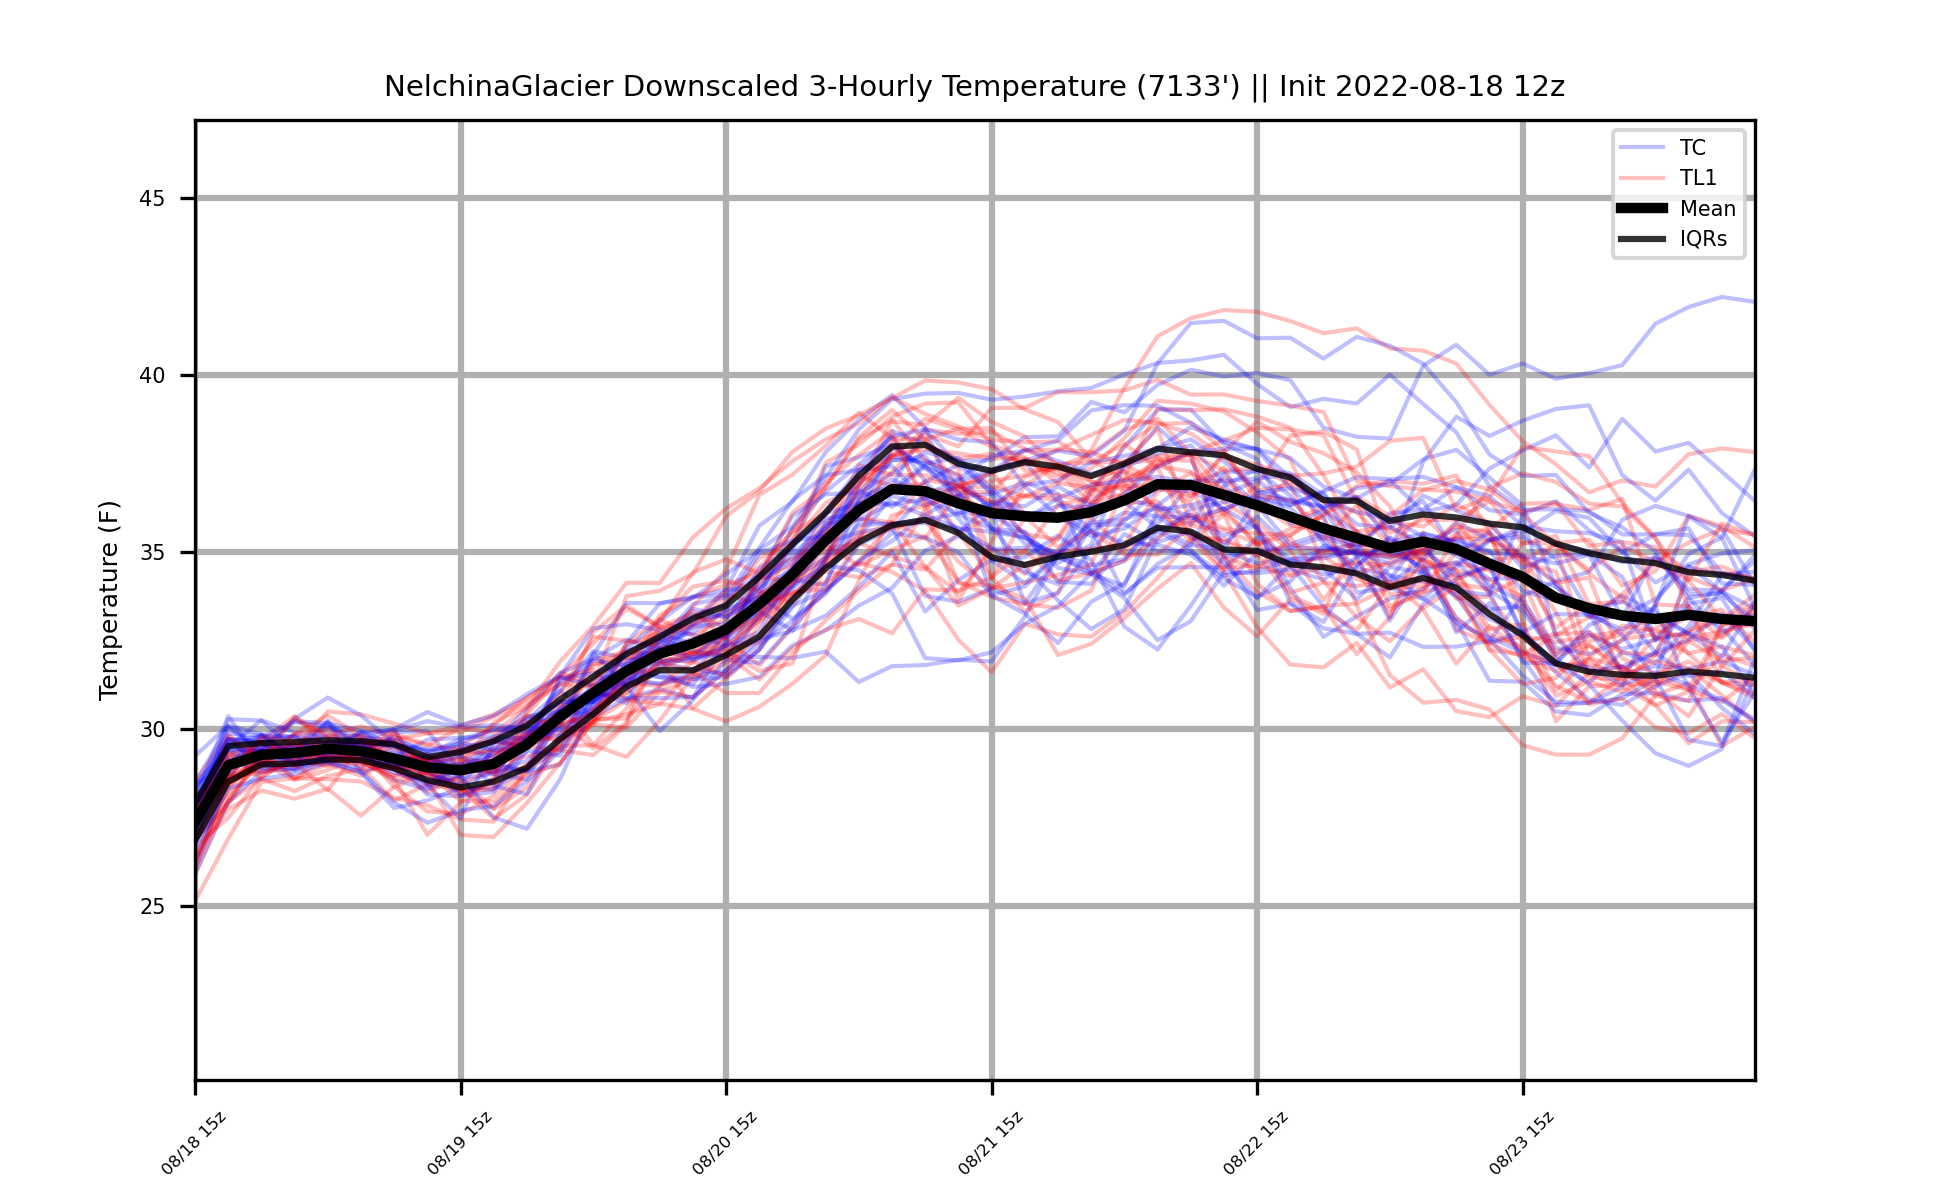 NelchinaGlacier Downscaled 3-Hourly Temperature (7133') || Init 2022-08-18 12z
TC
TL1
Mean
IQRs
Temperature (F)
45
40
35
30
25
08/18 15z
08/19 15z
08/20 15z
08/21 15z
08/22 15z
08/23 15z